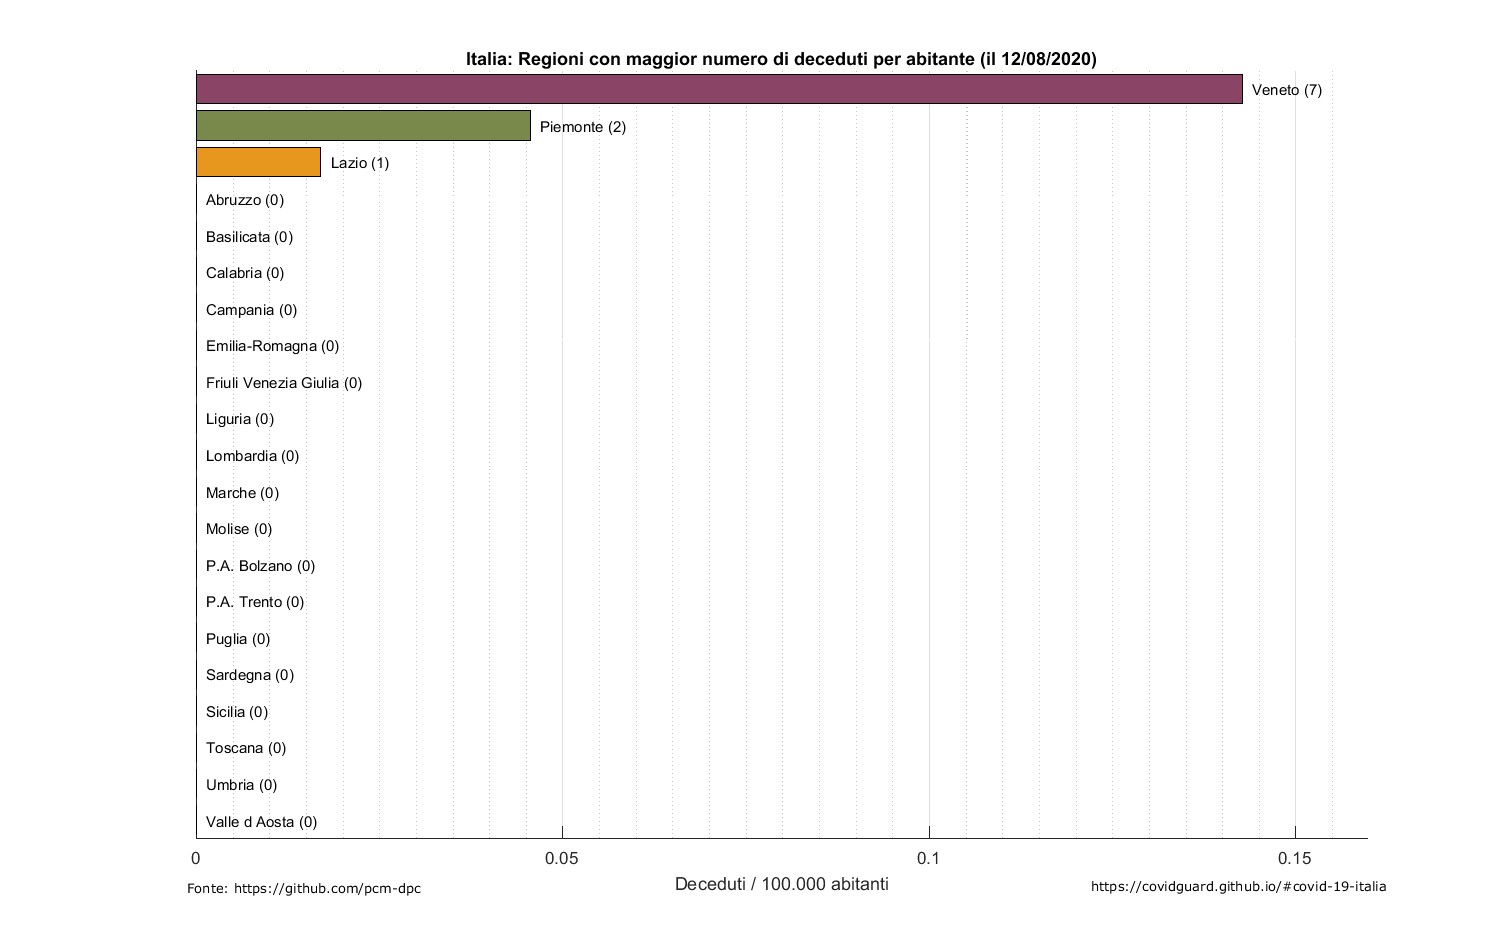 Italia: Regioni con maggior numero di deceduti per abitante (il 12/08/2020)
Veneto (7)
Piemonte (2)
Lazio (1)
Abruzzo (0)
Basilicata (0)
Calabria (0)
Campania (0)
Emilia-Romagna (0)
Friuli Venezia Giulia (0)
Liguria (0)
Lombardia (0)
Marche (0)
Molise (0)
P.A. Bolzano (0)
P.A. Trento (0)
Puglia (0)
Sardegna (0)
Sicilia (0)
Toscana (0)
Umbria (0)
Valle d Aosta (0)
0 0.05 0.1 0.15
Fonte: https://github.com/pcm-dpc Deceduti / 100.000 abitanti https://covidguard.github.io/#covid-19-italia